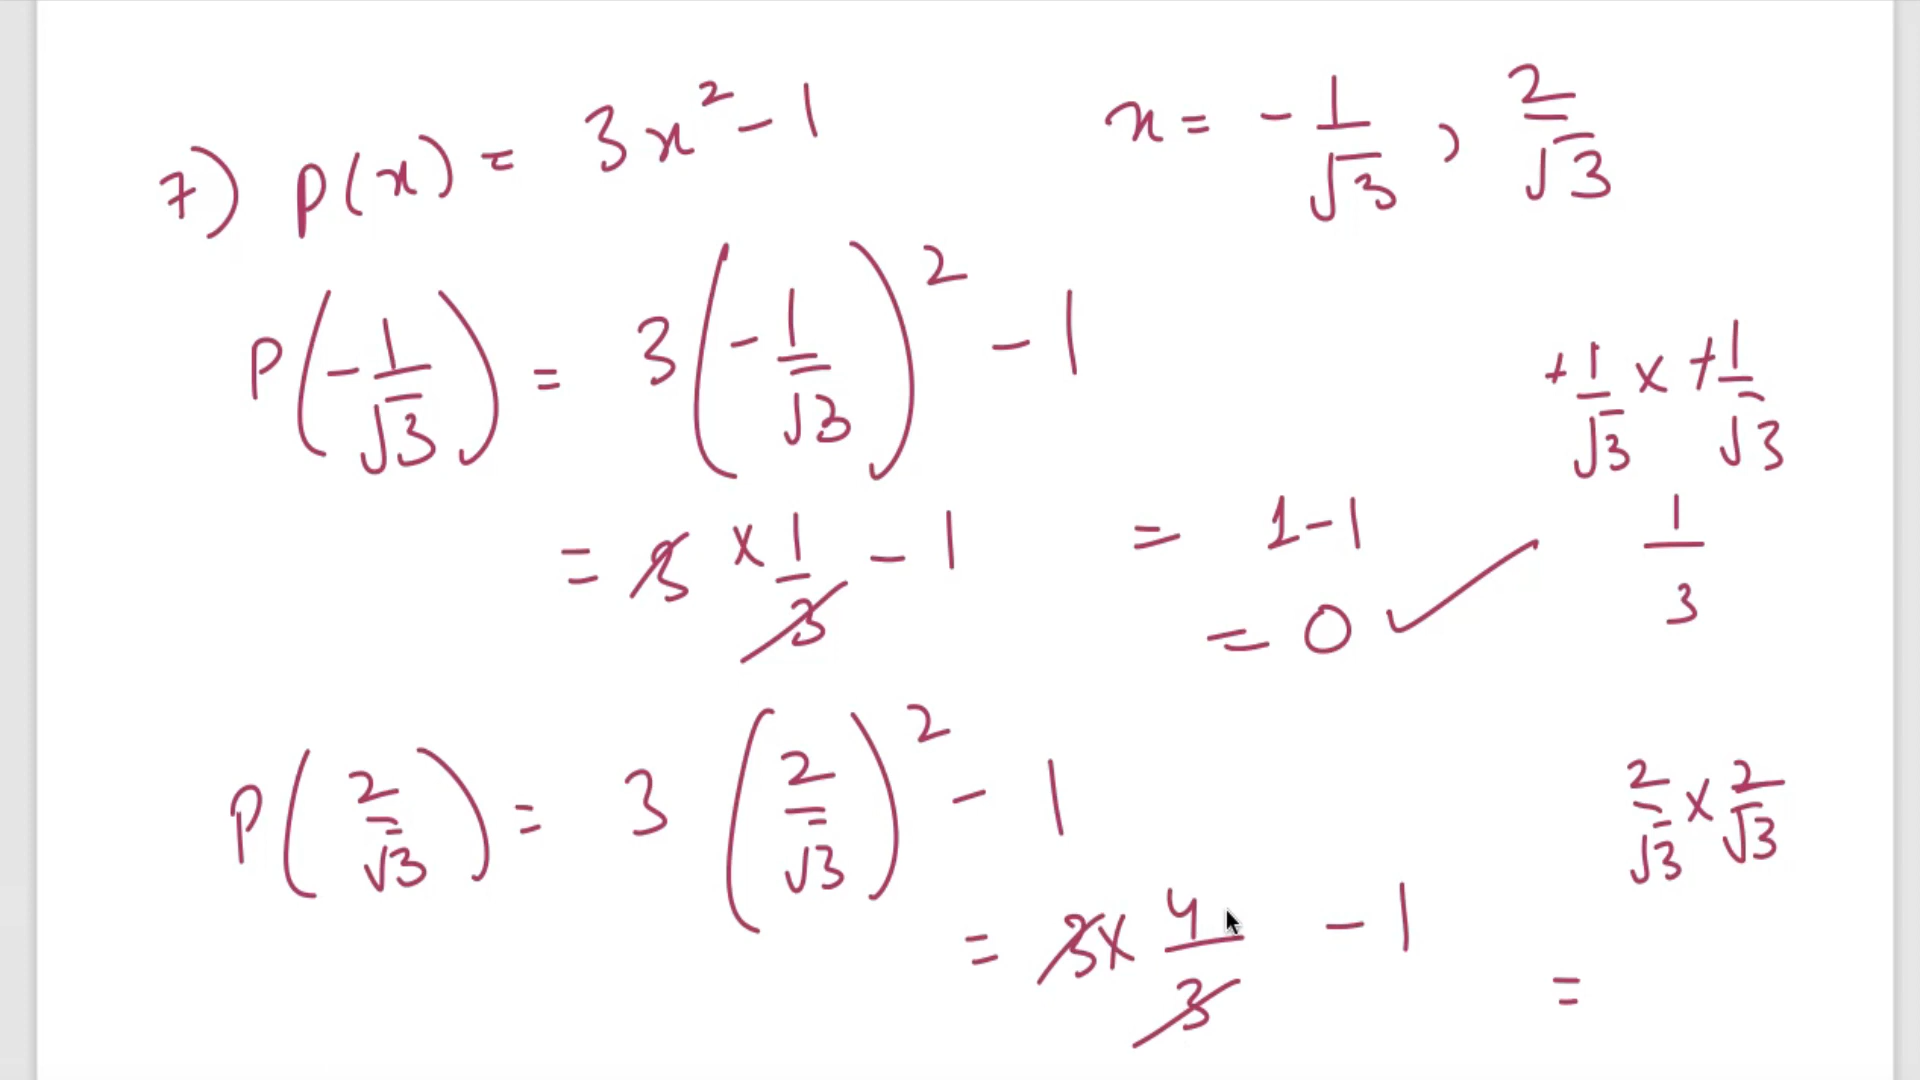 7) p(x) = 3x² - 1    x = -1/√3 , 2/√3
P(-1/√3) = 3(-1/√3)² - 1
+1/√3 × +1/√3
= 3 × 1/3 - 1 = 1 - 1
1/3
= 0 ✓
P(2/√3) = 3(2/√3)² - 1
2/√3 × 2/√3
= 3 × 4/3 - 1 =